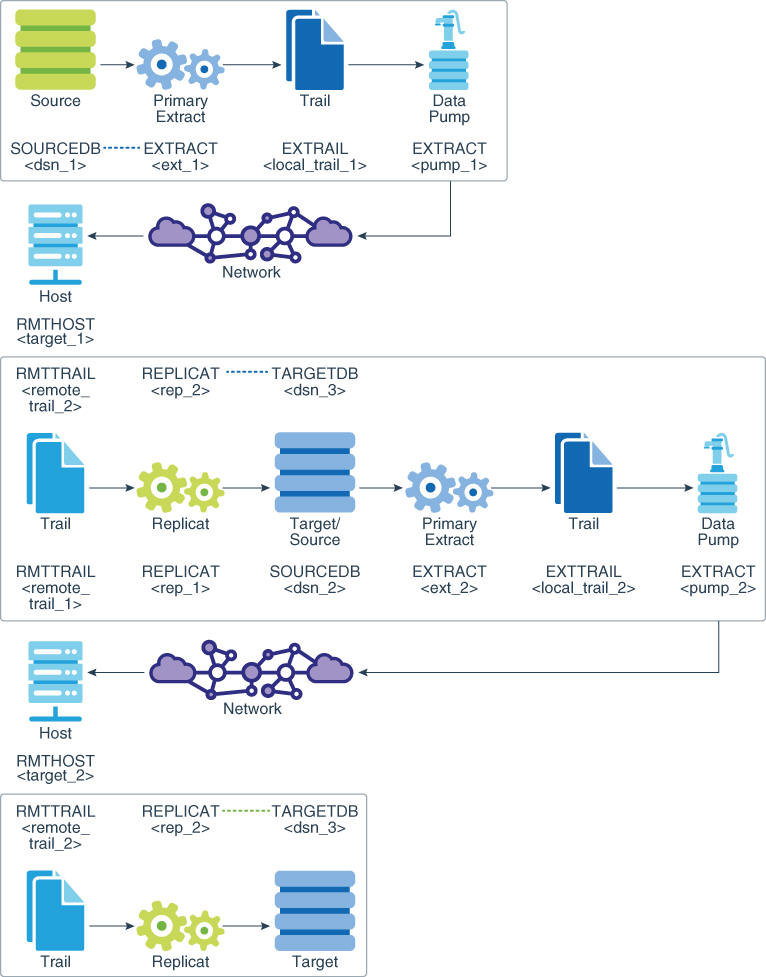 Source
Primary
Extract
Trail
Data
Pump
SOURCEDB
<dsn_1>
EXTRACT
<ext_1>
EXTRAIL
<local_trail_1>
EXTRACT
<pump_1>
Network
Host
RMTHOST
<target_1>
RMTTRAIL
<remote_
trail_2>
REPLICAT
<rep_2>
TARGETDB
<dsn_3>
Trail
Replicat
Target/
Source
Primary
Extract
Trail
Data
Pump
RMTTRAIL
<remote_
trail_1>
REPLICAT
<rep_1>
SOURCEDB
<dsn_2>
EXTRACT
<ext_2>
EXTTRAIL
<local_trail_2>
EXTRACT
<pump_2>
Network
Host
RMTHOST
<target_2>
RMTTRAIL
<remote_
trail_2>
REPLICAT
<rep_2>
TARGETDB
<dsn_3>
Trail
Replicat
Target